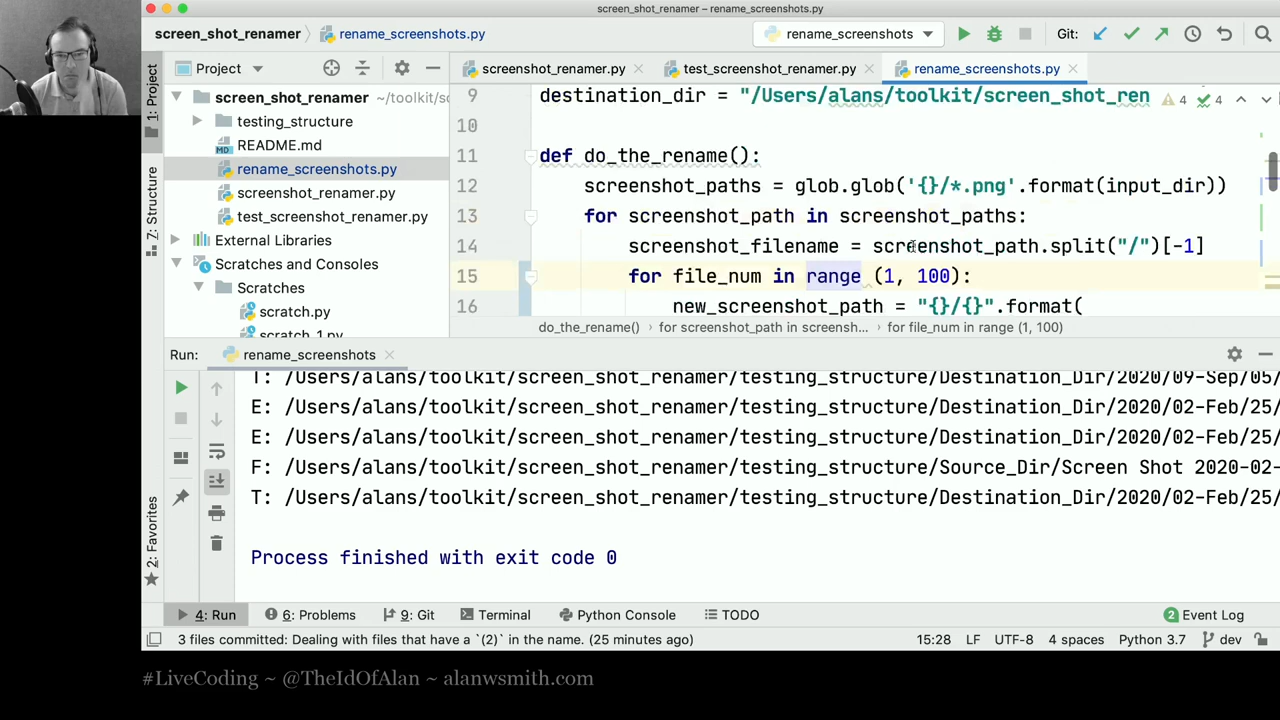 screen_shot_renamer – rename_screenshots.py
screen_shot_renamer
rename_screenshots.py
rename_screenshots
Git:
1: Project
Project
screenshot_renamer.py
test_screenshot_renamer.py
rename_screenshots.py
screen_shot_renamer ~/toolkit/sc
testing_structure
README.md
rename_screenshots.py
screenshot_renamer.py
test_screenshot_renamer.py
External Libraries
Scratches and Consoles
Scratches
scratch.py
scratch_1.py
7: Structure
9 destination_dir = "/Users/alans/toolkit/screen_shot_ren
4 4
10
11 def do_the_rename():
12 screenshot_paths = glob.glob('{}/*.png'.format(input_dir))
13 for screenshot_path in screenshot_paths:
14 screenshot_filename = screenshot_path.split("/")[-1]
15 for file_num in range (1, 100):
16 new_screenshot_path = "{}/{}".format(
do_the_rename() for screenshot_path in screensh... for file_num in range (1, 100)
Run: rename_screenshots
T: /Users/alans/toolkit/screen_shot_renamer/testing_structure/Destination_Dir/2020/09-Sep/05/
E: /Users/alans/toolkit/screen_shot_renamer/testing_structure/Destination_Dir/2020/02-Feb/25/
E: /Users/alans/toolkit/screen_shot_renamer/testing_structure/Destination_Dir/2020/02-Feb/25/
F: /Users/alans/toolkit/screen_shot_renamer/testing_structure/Source_Dir/Screen Shot 2020-02-
T: /Users/alans/toolkit/screen_shot_renamer/testing_structure/Destination_Dir/2020/02-Feb/25/
Process finished with exit code 0
2: Favorites
4: Run 6: Problems 9: Git Terminal Python Console TODO 2 Event Log
3 files committed: Dealing with files that have a `(2)` in the name. (25 minutes ago) 15:28 LF UTF-8 4 spaces Python 3.7 dev
#LiveCoding ~ @TheIdOfAlan ~ alanwsmith.com